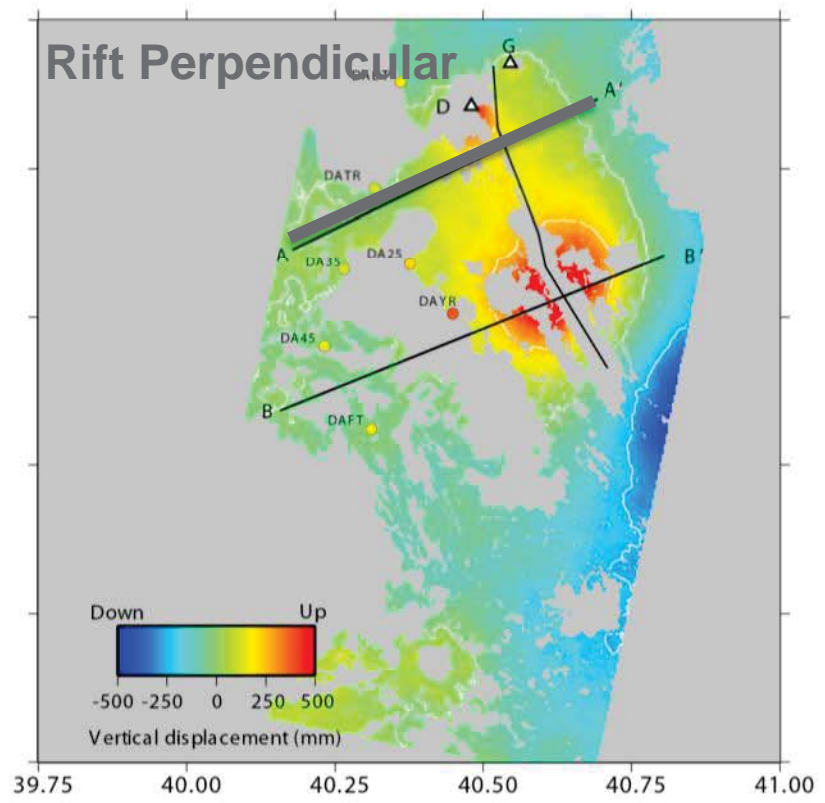 Rift Perpendicular
G
D
A'
DATR
A
DA35
DA25
B'
DAYR
DA45
B
DAFT
Down Up
-500 -250 0 250 500
Vertical displacement (mm)
39.75 40.00 40.25 40.50 40.75 41.00